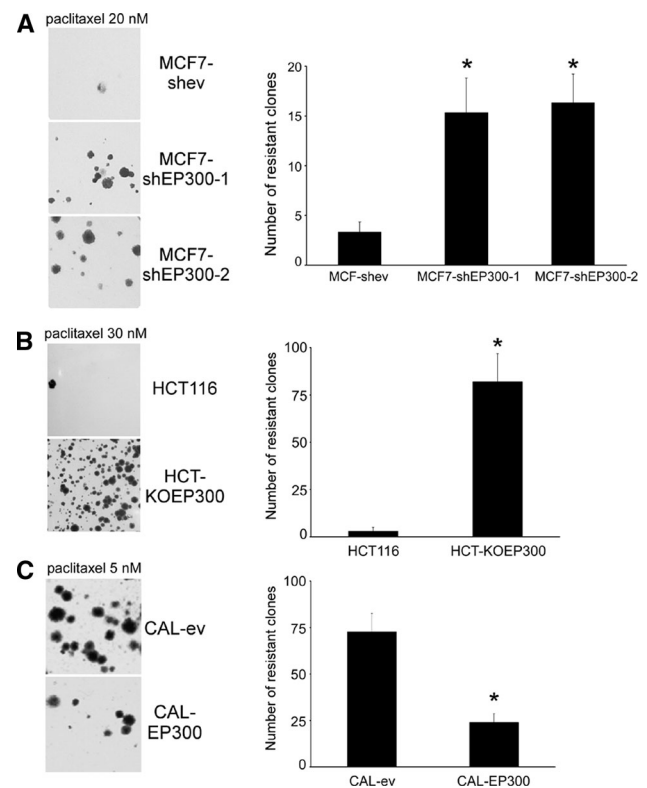 A
paclitaxel 20 nM
MCF7-
shev
MCF7-
shEP300-1
MCF7-
shEP300-2
Number of resistant clones
20
15
10
5
0
*
*
MCF-shev
MCF7-shEP300-1
MCF7-shEP300-2
B
paclitaxel 30 nM
HCT116
HCT-
KOEP300
Number of resistant clones
100
75
50
25
0
*
HCT116
HCT-KOEP300
C
paclitaxel 5 nM
CAL-ev
CAL-
EP300
Number of resistant clones
100
75
50
25
0
*
CAL-ev
CAL-EP300